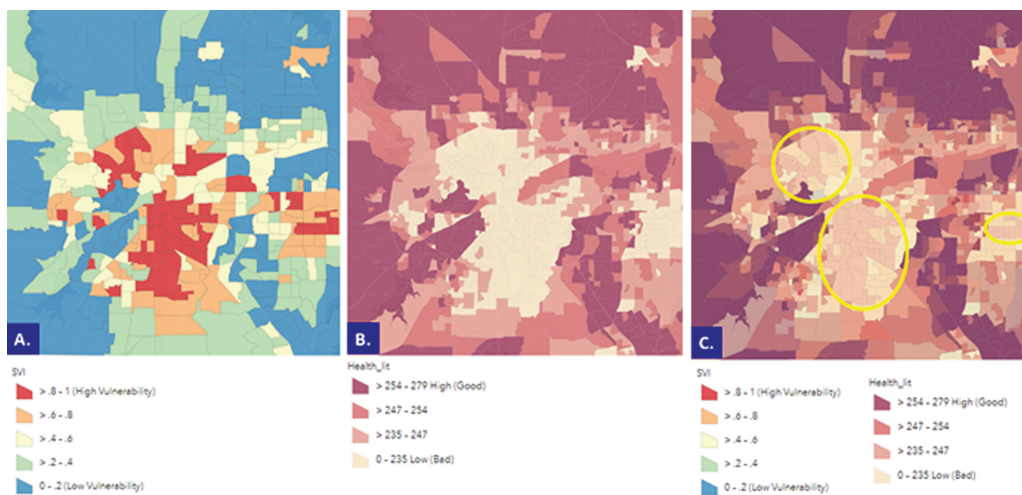 A.
B.
C.
SVI
> .8 - 1 (High Vulnerability)
> .6 - .8
> .4 - .6
> .2 - .4
0 - .2 (Low Vulnerability)
Health_lit
> 254 - 279 High (Good)
> 247 - 254
> 235 - 247
0 - 235 Low (Bad)
SVI
> .8 - 1 (High Vulnerability)
> .6 - .8
> .4 - .6
> .2 - .4
0 - .2 (Low Vulnerability)
Health_lit
> 254 - 279 High (Good)
> 247 - 254
> 235 - 247
0 - 235 Low (Bad)